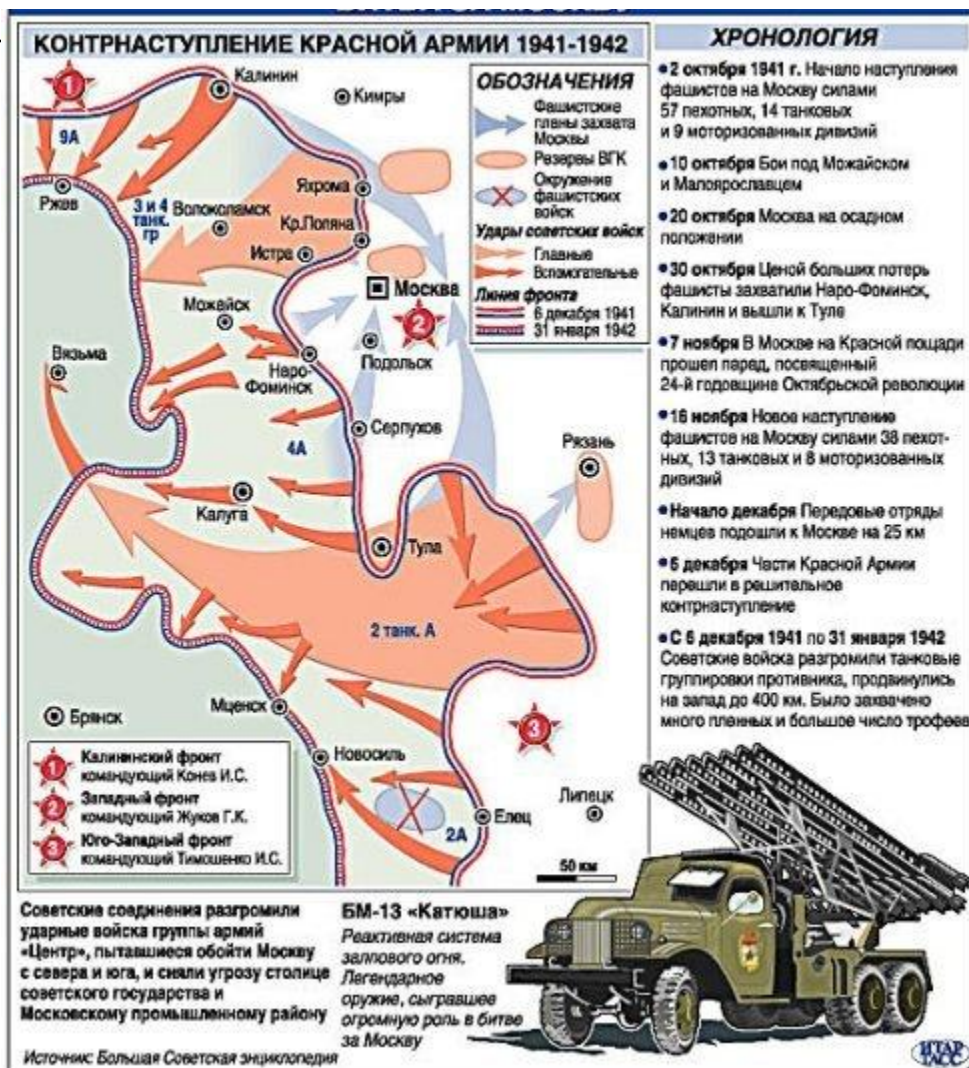 КОНТРНАСТУПЛЕНИЕ КРАСНОЙ АРМИИ 1941-1942
1
Калинин
Кимры
9А
Ржев
3 и 4
танк.
гр
Волоколамск
Яхрома
Кр.Поляна
Истра
Москва
2
Можайск
Подольск
Вязьма
Наро-
Фоминск
4А
Серпухов
Рязань
Калуга
Тула
2 танк. А
Мценск
Брянск
3
Новосиль
Липецк
Елец
2А
50 км
ОБОЗНАЧЕНИЯ
Фашистские
планы захвата
Москвы
Резервы ВГК
Окружение
фашистских
войск
Удары советских войск
Главные
Вспомогательные
Линия фронта
6 декабря 1941
31 января 1942
1
Калининский фронт
командующий Конев И.С.
2
Западный фронт
командующий Жуков Г.К.
3
Юго-Западный фронт
командующий Тимошенко И.С.
ХРОНОЛОГИЯ
•2 октября 1941 г. Начало наступления
фашистов на Москву силами
57 пехотных, 14 танковых
и 9 моторизованных дивизий
•10 октября Бои под Можайском
и Малоярославцем
•20 октября Москва на осадном
положении
•30 октября Ценой больших потерь
фашисты захватили Наро-Фоминск,
Калинин и вышли к Туле
•7 ноября В Москве на Красной пощади
прошел парад, посвященный
24-й годовщине Октябрьской революции
•16 ноября Новое наступление
фашистов на Москву силами 38 пехот-
ных, 13 танковых и 8 моторизованных
дивизий
•Начало декабря Передовые отряды
немцев подошли к Москве на 25 км
•6 декабря Части Красной Армии
перешли в решительное
контрнаступление
•С 6 декабря 1941 по 31 января 1942
Советские войска разгромили танковые
группировки противника, продвинулись
на запад до 400 км. Было захвачено
много пленных и большое число трофеев
Советские соединения разгромили
ударные войска группы армий
«Центр», пытавшиеся обойти Москву
с севера и юга, и сняли угрозу столице
советского государства и
Московскому промышленному району
Источник: Большая Советская энциклопедия
БМ-13 «Катюша»
Реактивная система
залпового огня.
Легендарное
оружие, сыгравшее
огромную роль в битве
за Москву
ИТАР
ТАСС